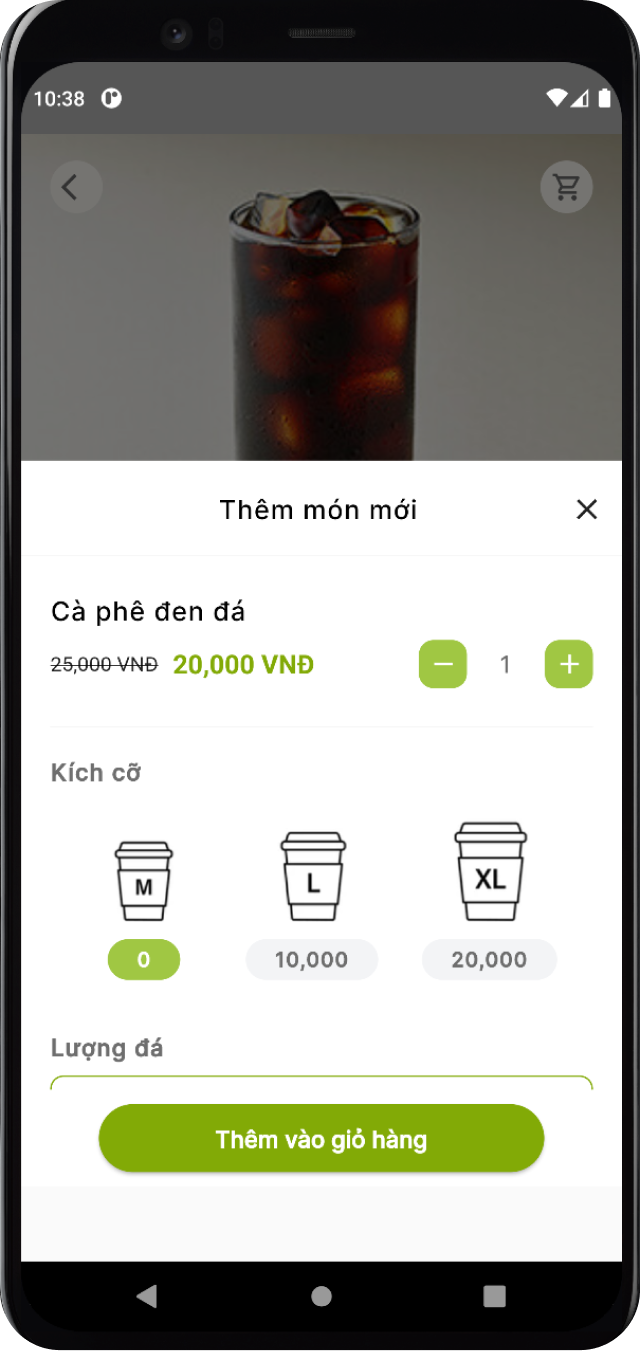 10:38
Thêm món mới
Cà phê đen đá
25,000 VNĐ 20,000 VNĐ 1
Kích cỡ
M L XL
0 10,000 20,000
Lượng đá
Thêm vào giỏ hàng